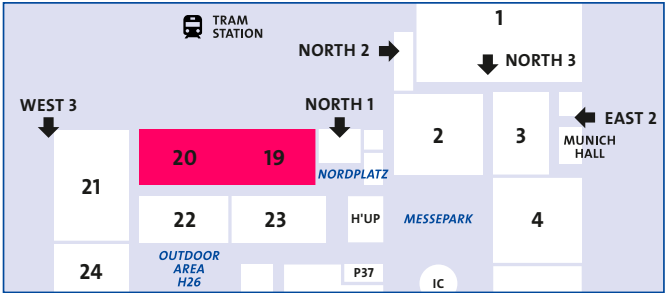 1
TRAM
STATION
NORTH 2
NORTH 3
WEST 3
NORTH 1
EAST 2
2
3
MUNICH
HALL
20
19
NORDPLATZ
21
22
23
H'UP
MESSEPARK
4
OUTDOOR
AREA
H26
24
P37
IC